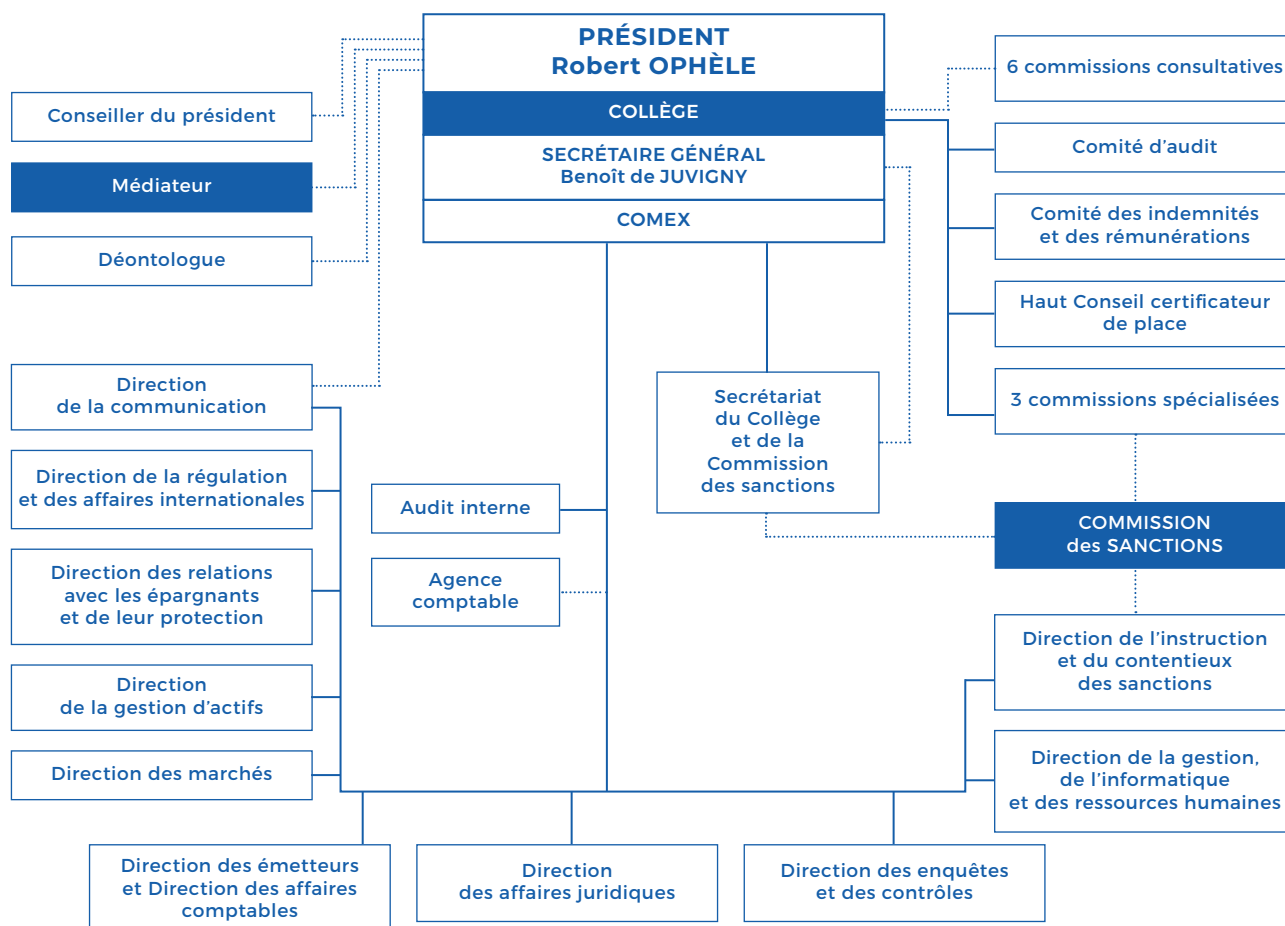 PRÉSIDENT
Robert OPHÈLE
COLLÈGE
SECRÉTAIRE GÉNÉRAL
Benoît de JUVIGNY
COMEX
Conseiller du président
Médiateur
Déontologue
6 commissions consultatives
Comité d'audit
Comité des indemnités
et des rémunérations
Haut Conseil certificateur
de place
3 commissions spécialisées
Direction
de la communication
Direction de la régulation
et des affaires internationales
Direction des relations
avec les épargnants
et de leur protection
Direction
de la gestion d'actifs
Direction des marchés
Audit interne
Agence
comptable
Secrétariat
du Collège
et de la
Commission
des sanctions
COMMISSION
des SANCTIONS
Direction de l'instruction
et du contentieux
des sanctions
Direction de la gestion,
de l'informatique
et des ressources humaines
Direction des émetteurs
et Direction des affaires
comptables
Direction
des affaires juridiques
Direction des enquêtes
et des contrôles